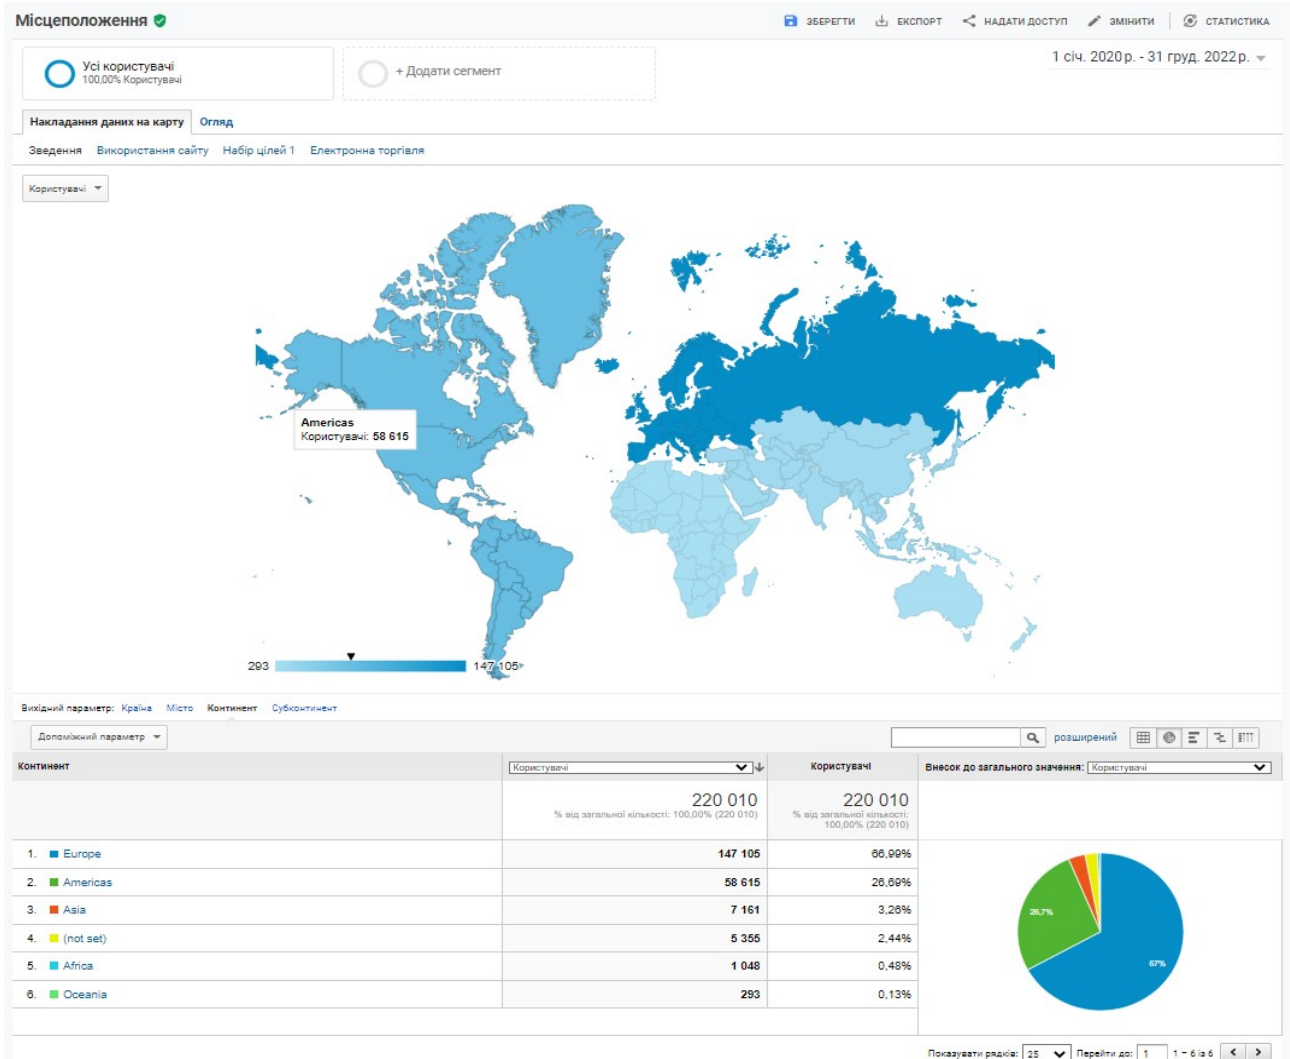 Місцеположення
ЗБЕРЕГТИ ЕКСПОРТ НАДАТИ ДОСТУП ЗМІНИТИ СТАТИСТИКА
Усі користувачі
100,00% Користувачі
+ Додати сегмент
1 січ. 2020 р. - 31 груд. 2022 р.
Накладання даних на карту Огляд
Зведення Використання сайту Набір цілей 1 Електронна торгівля
Користувачі
Americas
Користувачі: 58 615
293 147 105
Вихідний параметр: Країна Місто Континент Субконтинент
Допоміжний параметр
розширений
Континент Користувачі Користувачі Внесок до загального значення: Користувачі
220 010 220 010
% від загальної кількості: 100,00% (220 010) % від загальної кількості:
100,00% (220 010)
1. Europe 147 105 66,99%
2. Americas 58 615 26,69%
3. Asia 7 161 3,26%
4. (not set) 5 355 2,44%
5. Africa 1 048 0,48%
6. Oceania 293 0,13%
26,7%
67%
Показувати рядків: 25 Перейти до: 1 1 – 6 із 6